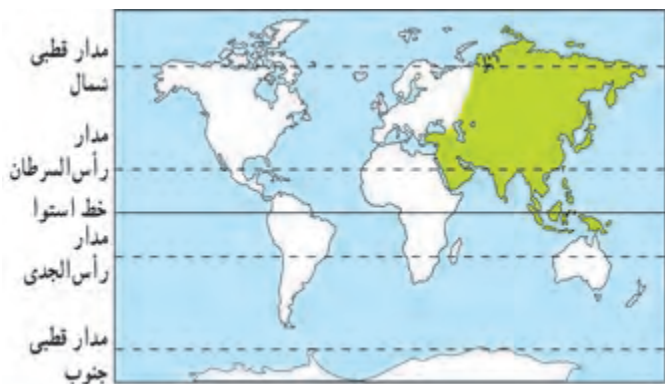 مدار قطبی
شمال
مدار
رأس‌السرطان
خط استوا
مدار
رأس‌الجدی
مدار قطبی
جنوب